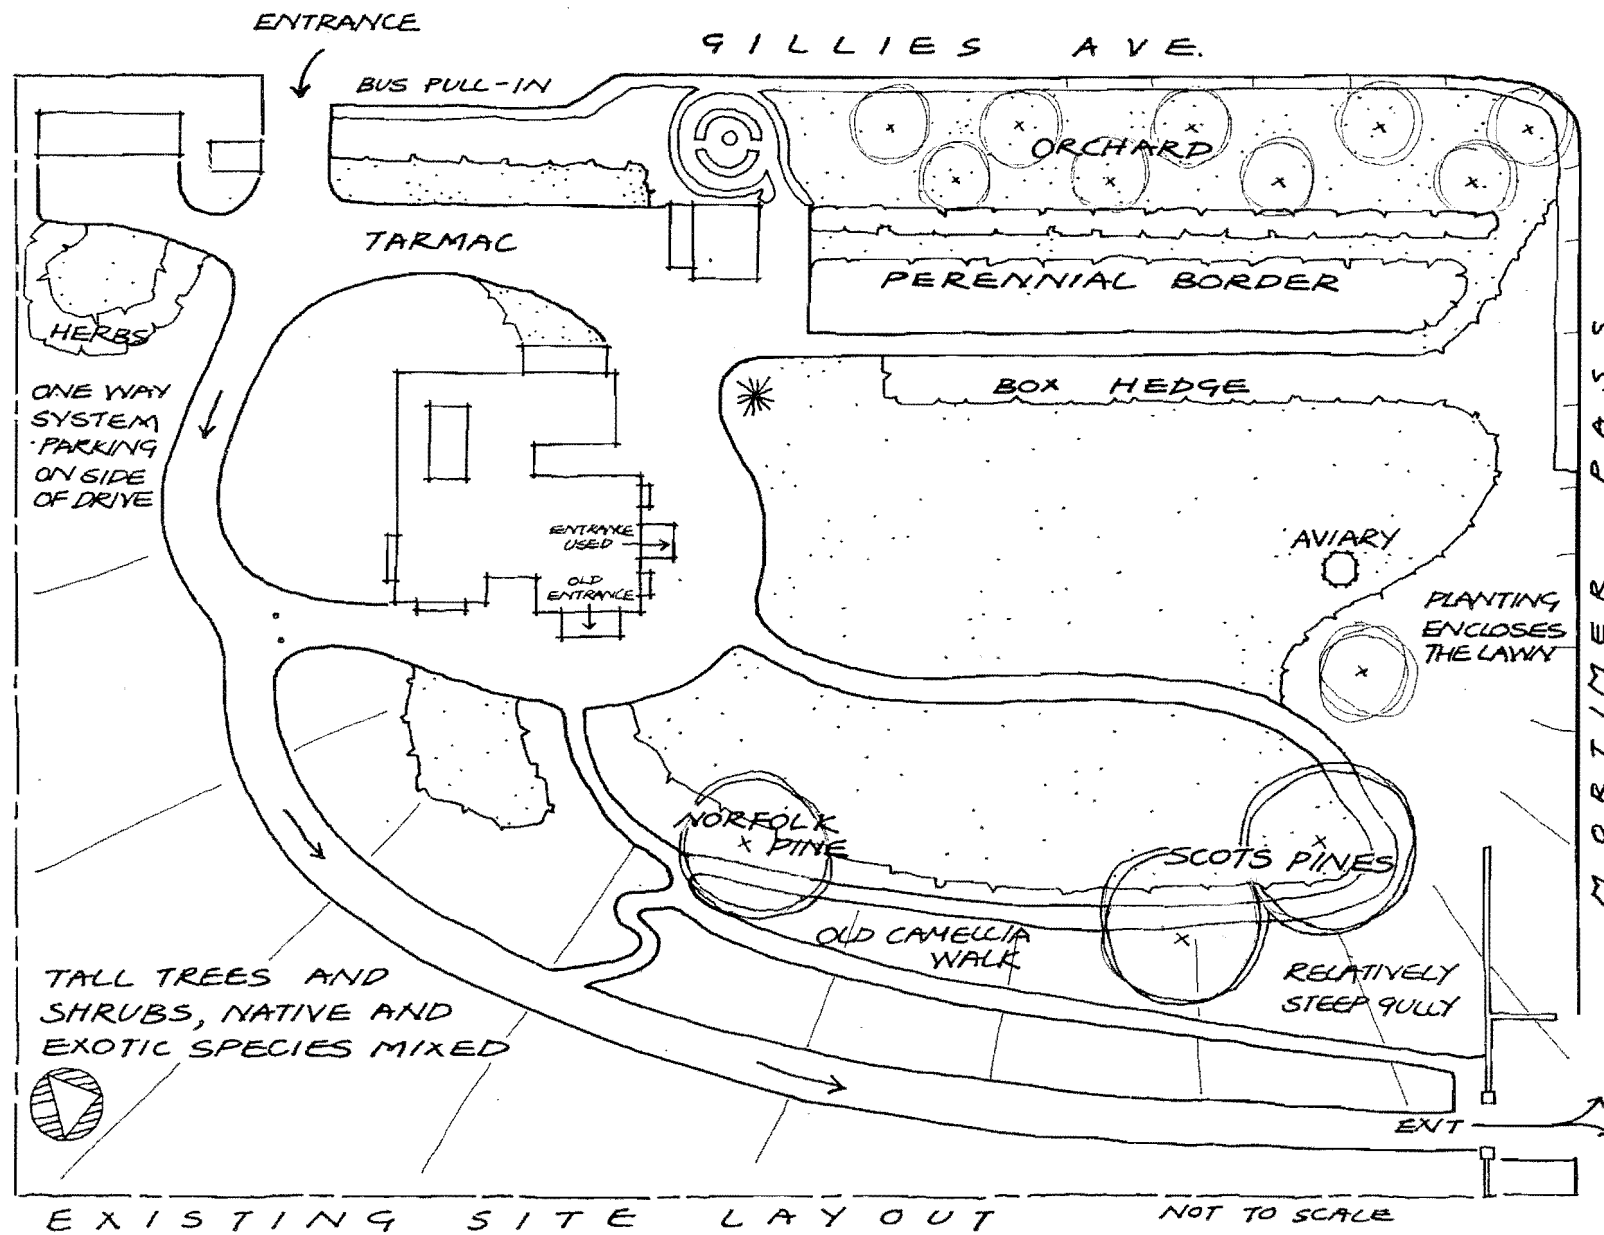 ENTRANCE
GILLIES AVE.
BUS PULL-IN
ORCHARD
TARMAC
PERENNIAL BORDER
HERBS
BOX HEDGE
ONE WAY
SYSTEM
PARKING
ON SIDE
OF DRIVE
ENTRANCE
USED
OLD
ENTRANCE
AVIARY
PLANTING
ENCLOSES
THE LAWN
MORTIMER PASS
NORFOLK
PINE
SCOTS PINES
OLD CAMELLIA
WALK
RELATIVELY
STEEP GULLY
TALL TREES AND
SHRUBS, NATIVE AND
EXOTIC SPECIES MIXED
EXIT
EXISTING SITE LAYOUT
NOT TO SCALE